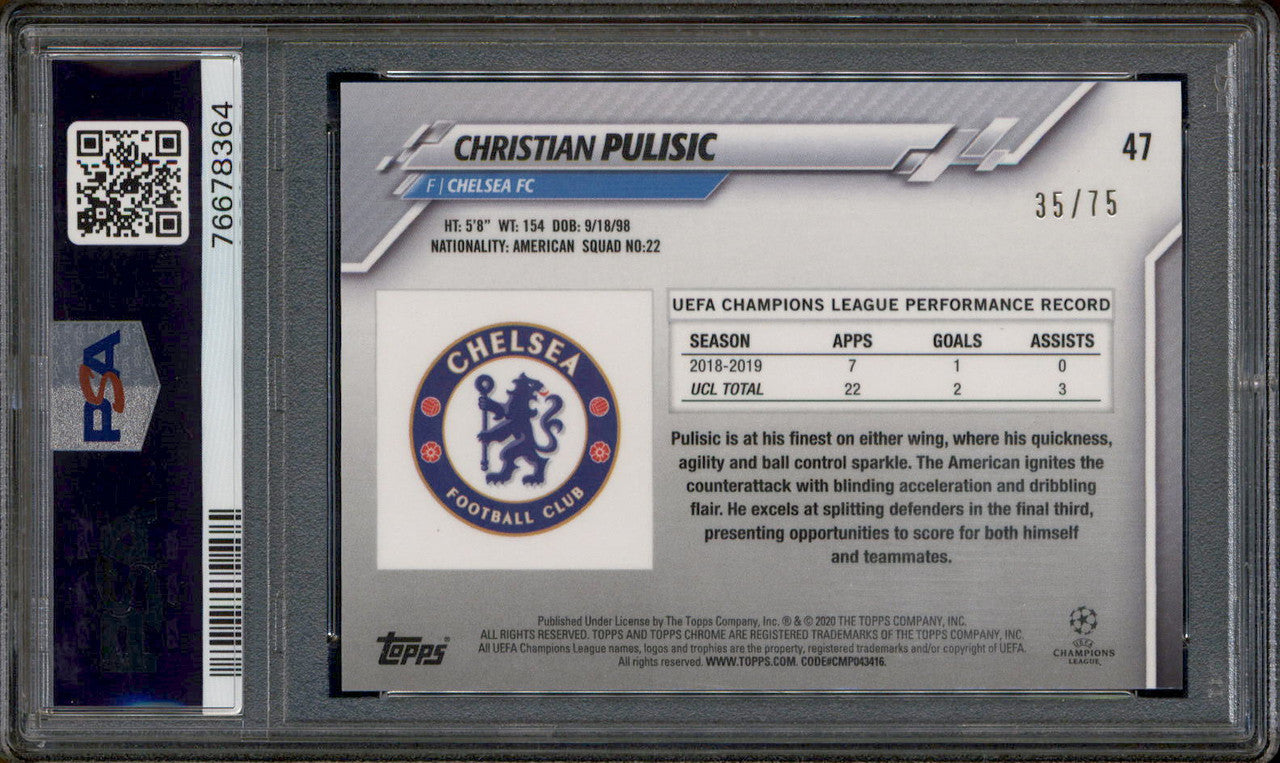 76678364
PSA
CHRISTIAN PULISIC
47
F | CHELSEA FC
35/75
HT: 5'8" WT: 154 DOB: 9/18/98
NATIONALITY: AMERICAN SQUAD NO:22
CHELSEA
FOOTBALL CLUB
UEFA CHAMPIONS LEAGUE PERFORMANCE RECORD
SEASON APPS GOALS ASSISTS
2018-2019 7 1 0
UCL TOTAL 22 2 3
Pulisic is at his finest on either wing, where his quickness,
agility and ball control sparkle. The American ignites the
counterattack with blinding acceleration and dribbling
flair. He excels at splitting defenders in the final third,
presenting opportunities to score for both himself
and teammates.
topps
Published Under License by The Topps Company, Inc. ® & © 2020 THE TOPPS COMPANY, INC.
ALL RIGHTS RESERVED. TOPPS AND TOPPS CHROME ARE REGISTERED TRADEMARKS OF THE TOPPS COMPANY, INC.
All UEFA Champions League names, logos and trophies are the property, registered trademarks and/or copyright of UEFA.
All rights reserved. WWW.TOPPS.COM. CODE#CMP043416.
UEFA
CHAMPIONS
LEAGUE